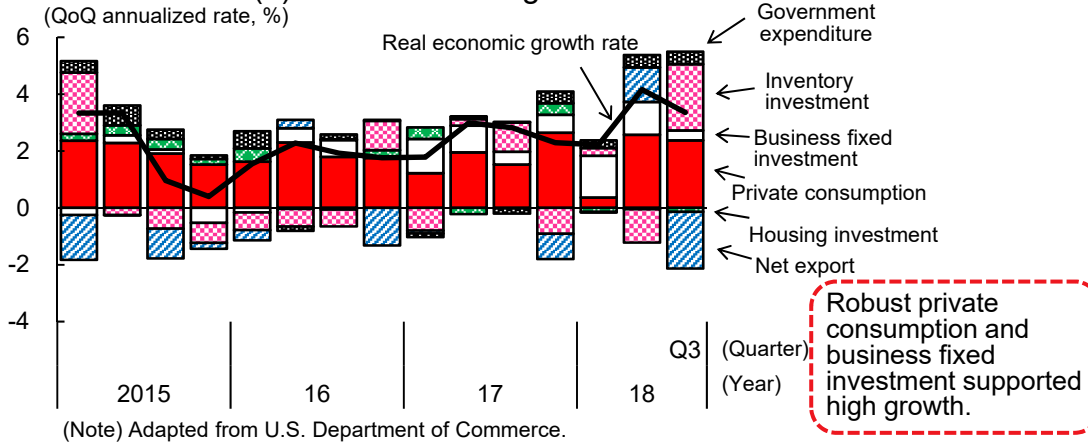 (QoQ annualized rate, %)
Government
expenditure
6
Real economic growth rate
Inventory
investment
4
Business fixed
investment
2
Private consumption
0
Housing investment
Net export
-2
-4
Robust private
consumption and
business fixed
investment supported
high growth.
Q3
(Quarter)
2015
16
17
18
(Year)
(Note) Adapted from U.S. Department of Commerce.